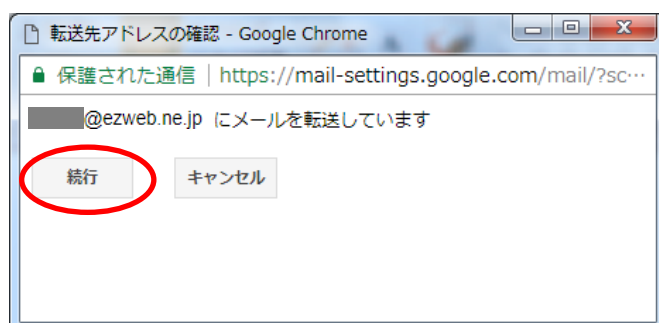 転送先アドレスの確認 - Google Chrome
保護された通信 | https://mail-settings.google.com/mail/?sc…
@ezweb.ne.jp にメールを転送しています
続行 キャンセル